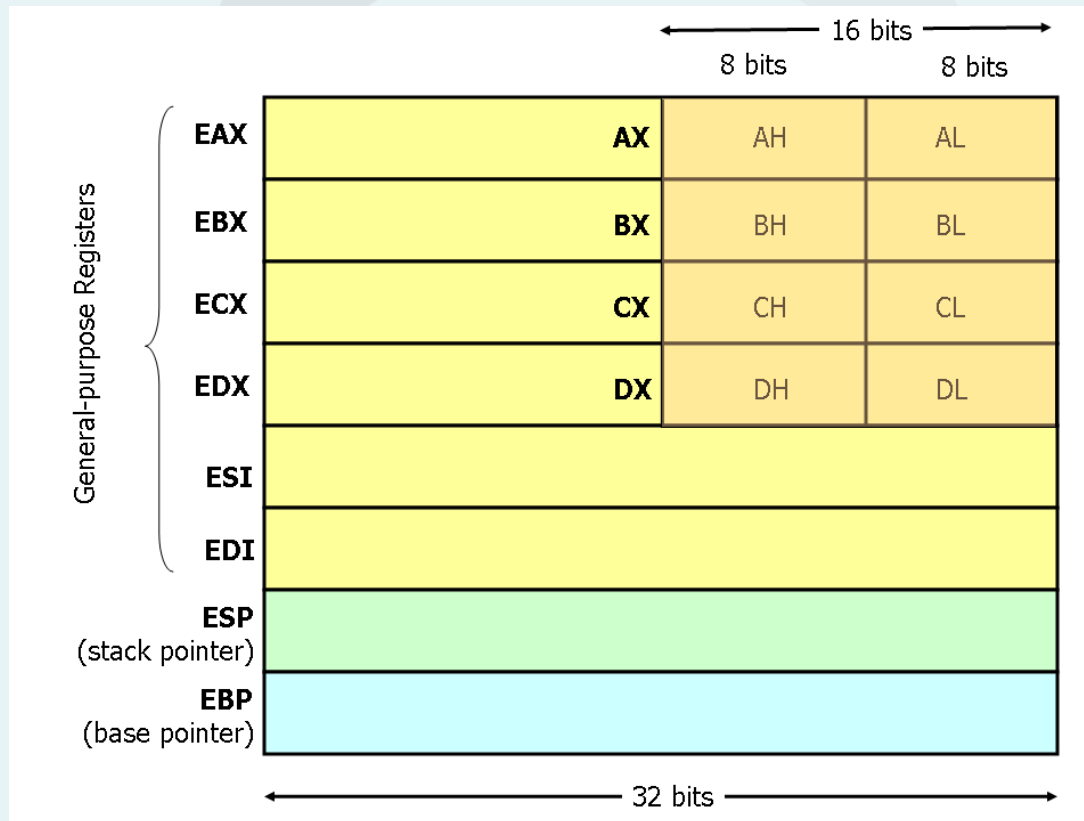 16 bits
8 bits 8 bits
General-purpose Registers
EAX AX AH AL
EBX BX BH BL
ECX CX CH CL
EDX DX DH DL
ESI
EDI
ESP
(stack pointer)
EBP
(base pointer)
32 bits